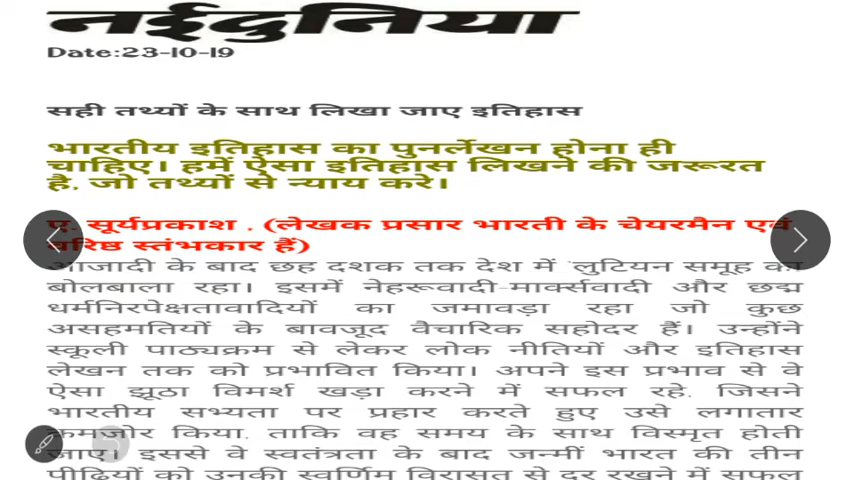 नईदुनिया
Date:23-10-19
सही तथ्यों के साथ लिखा जाए इतिहास
भारतीय इतिहास का पुनर्लेखन होना ही
चाहिए। हमें ऐसा इतिहास लिखने की जरूरत
है, जो तथ्यों से न्याय करे।
ए. सूर्यप्रकाश , (लेखक प्रसार भारती के चेयरमैन एवं
वरिष्ठ स्तंभकार हैं)
आजादी के बाद छह दशक तक देश में 'लुटियन समूह का
बोलबाला रहा। इसमें नेहरूवादी-मार्क्सवादी और छद्म
धर्मनिरपेक्षतावादियों का जमावड़ा रहा जो कुछ
असहमतियों के बावजूद वैचारिक सहोदर हैं। उन्होंने
स्कूली पाठ्यक्रम से लेकर लोक नीतियों और इतिहास
लेखन तक को प्रभावित किया। अपने इस प्रभाव से वे
ऐसा झूठा विमर्श खड़ा करने में सफल रहे, जिसने
भारतीय सभ्यता पर प्रहार करते हुए उसे लगातार
कमजोर किया, ताकि वह समय के साथ विस्मृत होती
जाए। इससे वे स्वतंत्रता के बाद जन्मीं भारत की तीन
पीढ़ियों को उनकी स्वर्णिम विरासत से दूर रखने में सफल